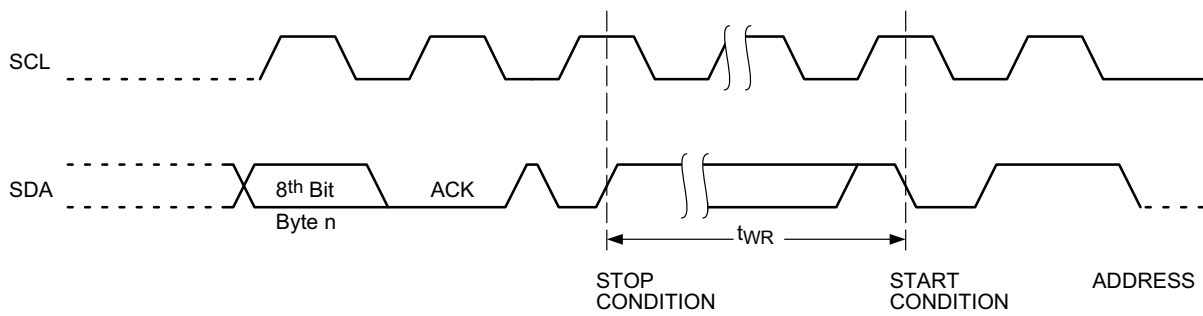 SCL
SDA
8th Bit
Byte n
ACK
tWR
STOP
CONDITION
START
CONDITION
ADDRESS